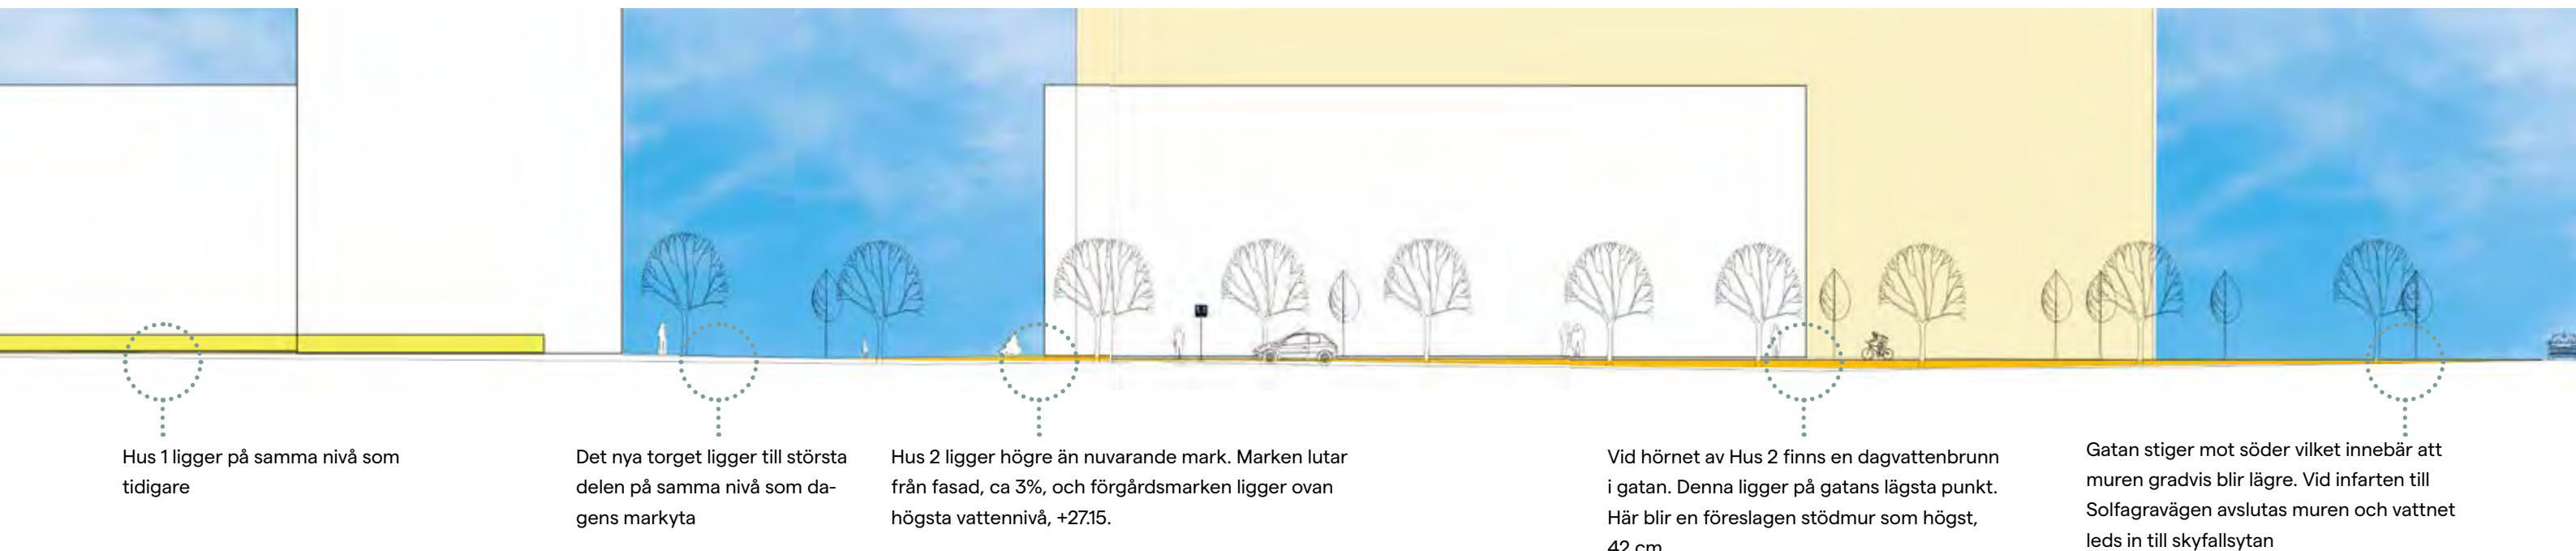 Hus 1 ligger på samma nivå som
tidigare
Det nya torget ligger till största
delen på samma nivå som da-
gens markyta
Hus 2 ligger högre än nuvarande mark. Marken lutar
från fasad, ca 3%, och förgårdsmarken ligger ovan
högsta vattennivå, +27.15.
Vid hörnet av Hus 2 finns en dagvattenbrunn
i gatan. Denna ligger på gatans lägsta punkt.
Här blir en föreslagen stödmur som högst,
42 cm
Gatan stiger mot söder vilket innebär att
muren gradvis blir lägre. Vid infarten till
Solfagravägen avslutas muren och vattnet
leds in till skyfallsytan